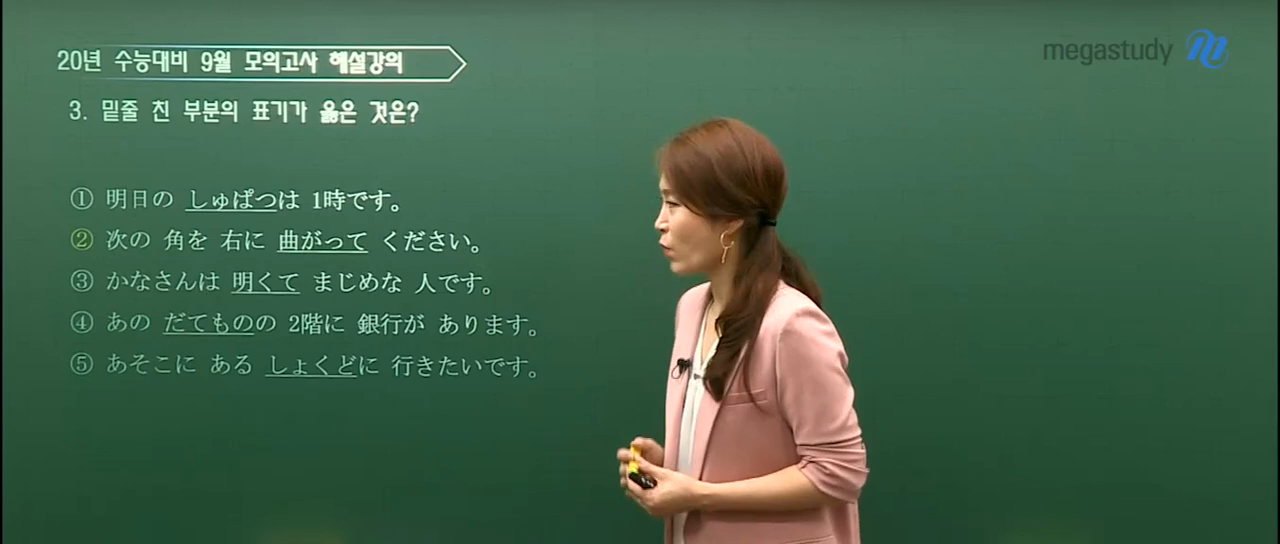 20년 수능대비 9월 모의고사 해설강의
megastudy
3. 밑줄 친 부분의 표기가 옳은 것은?
① 明日の しゅぱつは 1時です。
② 次の 角を 右に 曲がって ください。
③ かなさんは 明くて まじめな 人です。
④ あの だてものの 2階に 銀行が あります。
⑤ あそこに ある しょくどに 行きたいです。